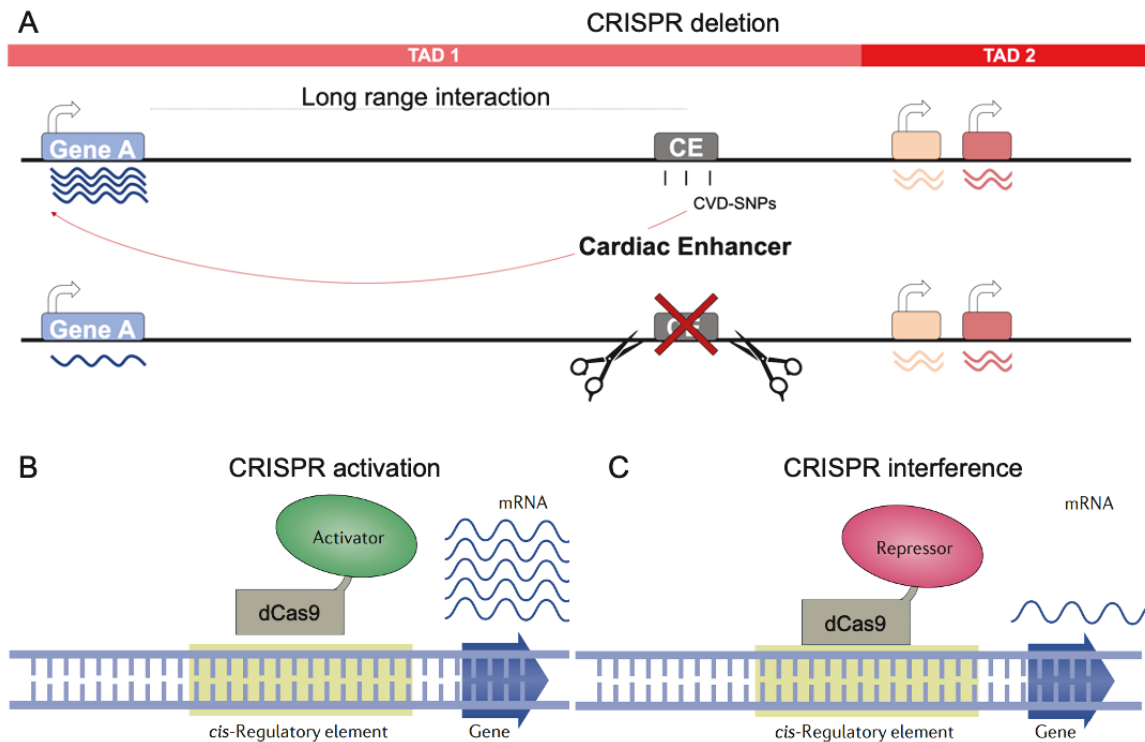 A
CRISPR deletion
TAD 1
TAD 2
Long range interaction
Gene A
CE
CVD-SNPs
Cardiac Enhancer
Gene A
B
CRISPR activation
mRNA
Activator
dCas9
cis-Regulatory element
Gene
C
CRISPR interference
mRNA
Repressor
dCas9
cis-Regulatory element
Gene